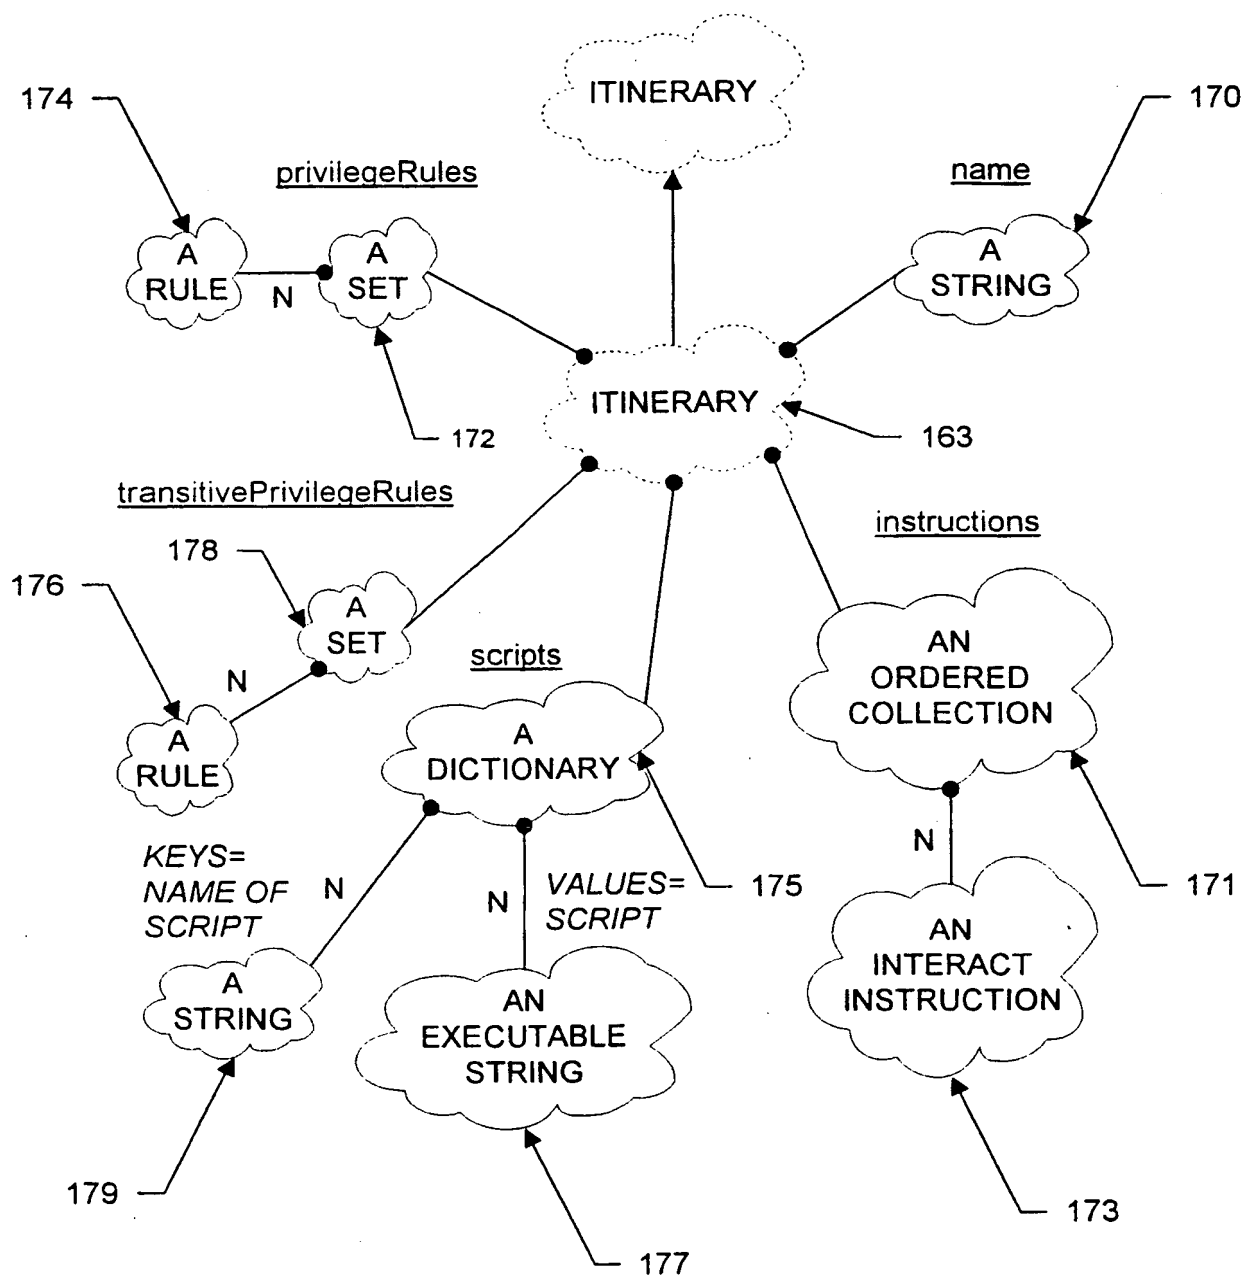 ITINERARY
174
170
privilegeRules
name
A
RULE
N
A
SET
A
STRING
ITINERARY
172
163
transitivePrivilegeRules
instructions
178
176
A
SET
N
scripts
AN
ORDERED
COLLECTION
A
RULE
A
DICTIONARY
KEYS=
NAME OF
SCRIPT
N
N
VALUES=
SCRIPT
175
N
171
A
STRING
AN
EXECUTABLE
STRING
AN
INTERACT
INSTRUCTION
179
177
173